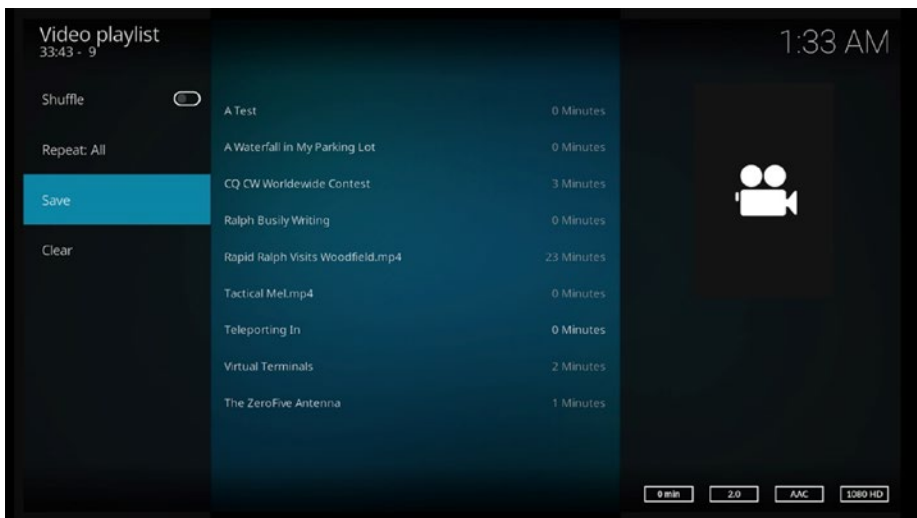 Video playlist
33:43 - 9
1:33 AM
Shuffle
Repeat: All
Save
Clear
A Test 0 Minutes
A Waterfall in My Parking Lot 0 Minutes
CQ CW Worldewide Contest 3 Minutes
Ralph Busily Writing 0 Minutes
Rapid Ralph Visits Woodfield.mp4 23 Minutes
Tactical Mel.mp4 0 Minutes
Teleporting In 0 Minutes
Virtual Terminals 2 Minutes
The ZeroFive Antenna 1 Minutes
0 min 2.0 AAC 1080 HD